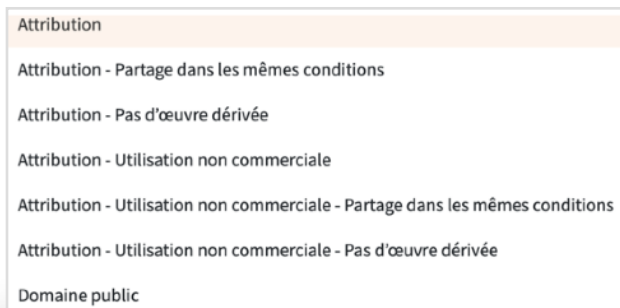 Attribution
Attribution - Partage dans les mêmes conditions
Attribution - Pas d'œuvre dérivée
Attribution - Utilisation non commerciale
Attribution - Utilisation non commerciale - Partage dans les mêmes conditions
Attribution - Utilisation non commerciale - Pas d'œuvre dérivée
Domaine public